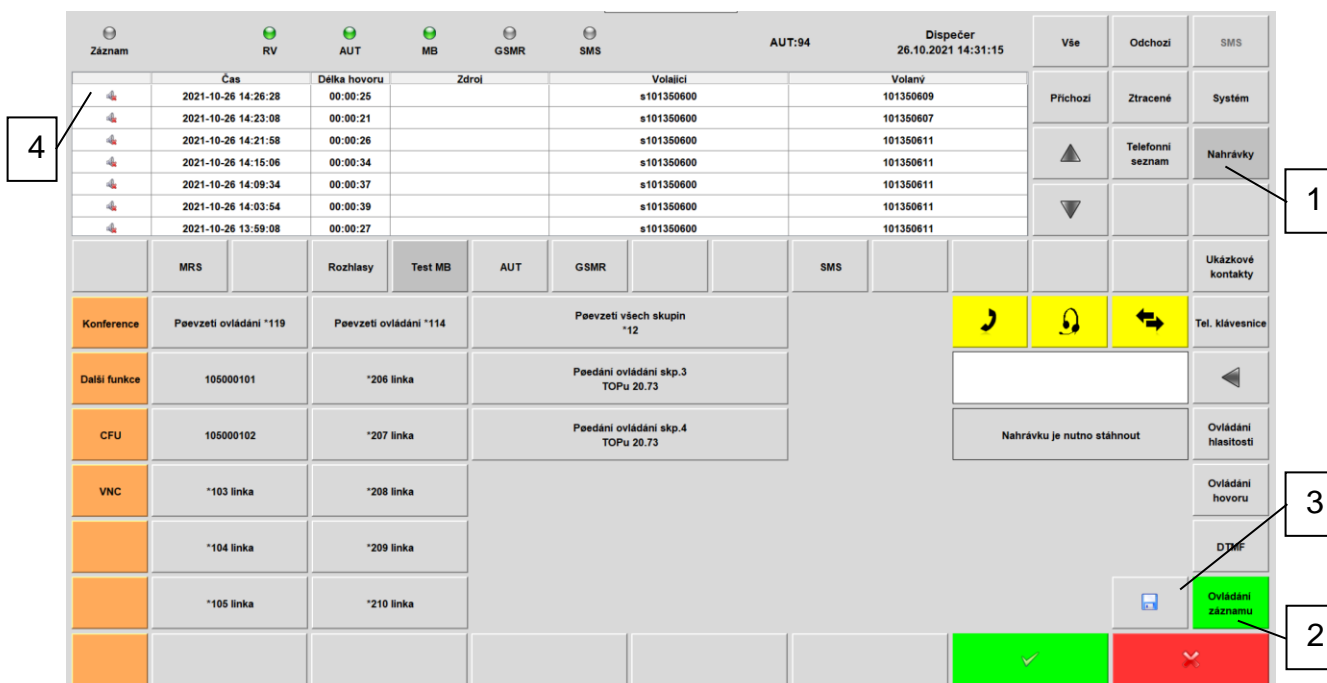 Záznam RV AUT MB GSMR SMS AUT:94 Dispečer
26.10.2021 14:31:15
Vše Odchozí SMS
Čas Délka hovoru Zdroj Volající Volaný
2021-10-26 14:26:28 00:00:25 s101350600 101350609
2021-10-26 14:23:08 00:00:21 s101350600 101350607
2021-10-26 14:21:58 00:00:26 s101350600 101350611
2021-10-26 14:15:06 00:00:34 s101350600 101350611
2021-10-26 14:09:34 00:00:37 s101350600 101350611
2021-10-26 14:03:54 00:00:39 s101350600 101350611
2021-10-26 13:59:08 00:00:27 s101350600 101350611
Příchozí Ztracené Systém
Telefonní
seznam
Nahrávky
4
1
MRS Rozhlasy Test MB AUT GSMR SMS
Ukázkové
kontakty
Konference Pøevzetí ovládání *119 Pøevzetí ovládání *114
Pøevzetí všech skupin
*12
Tel. klávesnice
Další funkce 105000101 *206 linka
Pøedání ovládání skp.3
TOPu 20.73
CFU 105000102 *207 linka
Pøedání ovládání skp.4
TOPu 20.73
Nahrávku je nutno stáhnout
Ovládání
hlasitosti
VNC *103 linka *208 linka
Ovládání
hovoru
3
*104 linka *209 linka DTMF
*105 linka *210 linka
Ovládání
záznamu
2